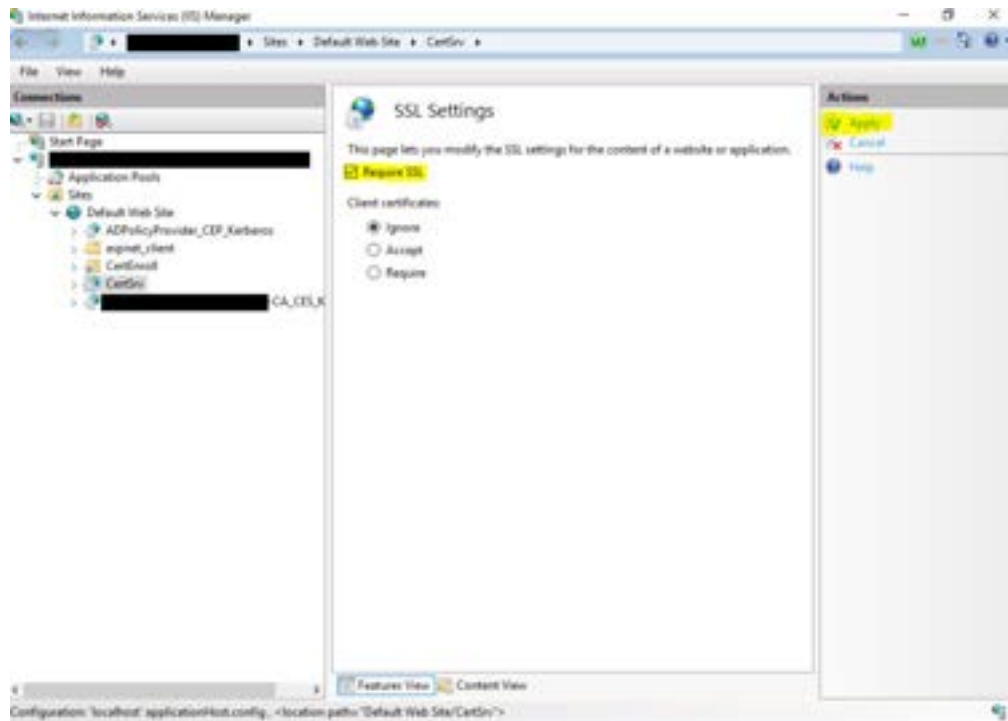 Internet Information Services (IIS) Manager
Sites
Default Web Site
CertSrv
File View Help
Connections
Start Page
Application Pools
Sites
Default Web Site
ADPolicyProvider_CEP_Kerberos
aspnet_client
CertEnroll
CertSrv
-CA_CES_K
SSL Settings
This page lets you modify the SSL settings for the content of a website or application.
Require SSL
Client certificates:
Ignore
Accept
Require
Features View Content View
Actions
Apply
Cancel
Help
Configuration: 'localhost' applicationHost.config, <location path="Default Web Site/CertSrv">